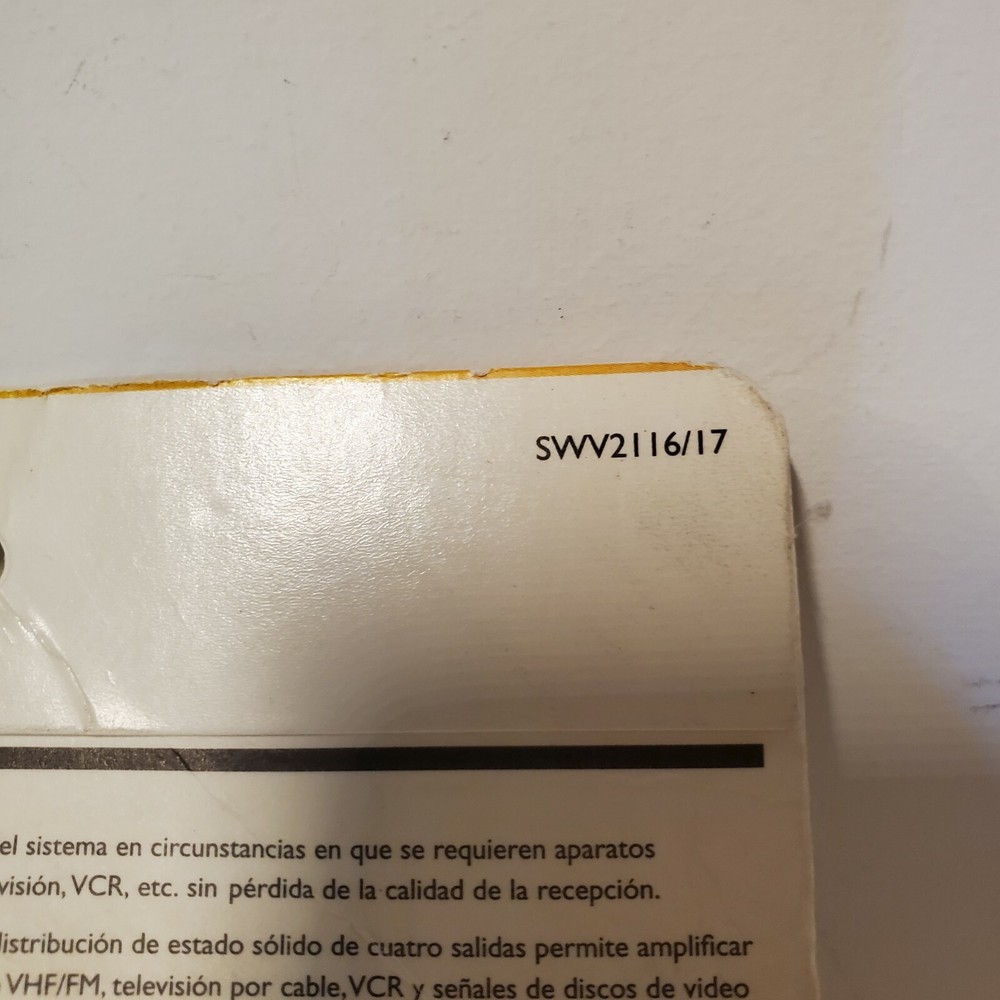 SWV2116/17
el sistema en circunstancias en que se requieren aparatos
visión, VCR, etc. sin pérdida de la calidad de la recepción.
distribución de estado sólido de cuatro salidas permite amplificar
VHF/FM, televisión por cable, VCR y señales de discos de video